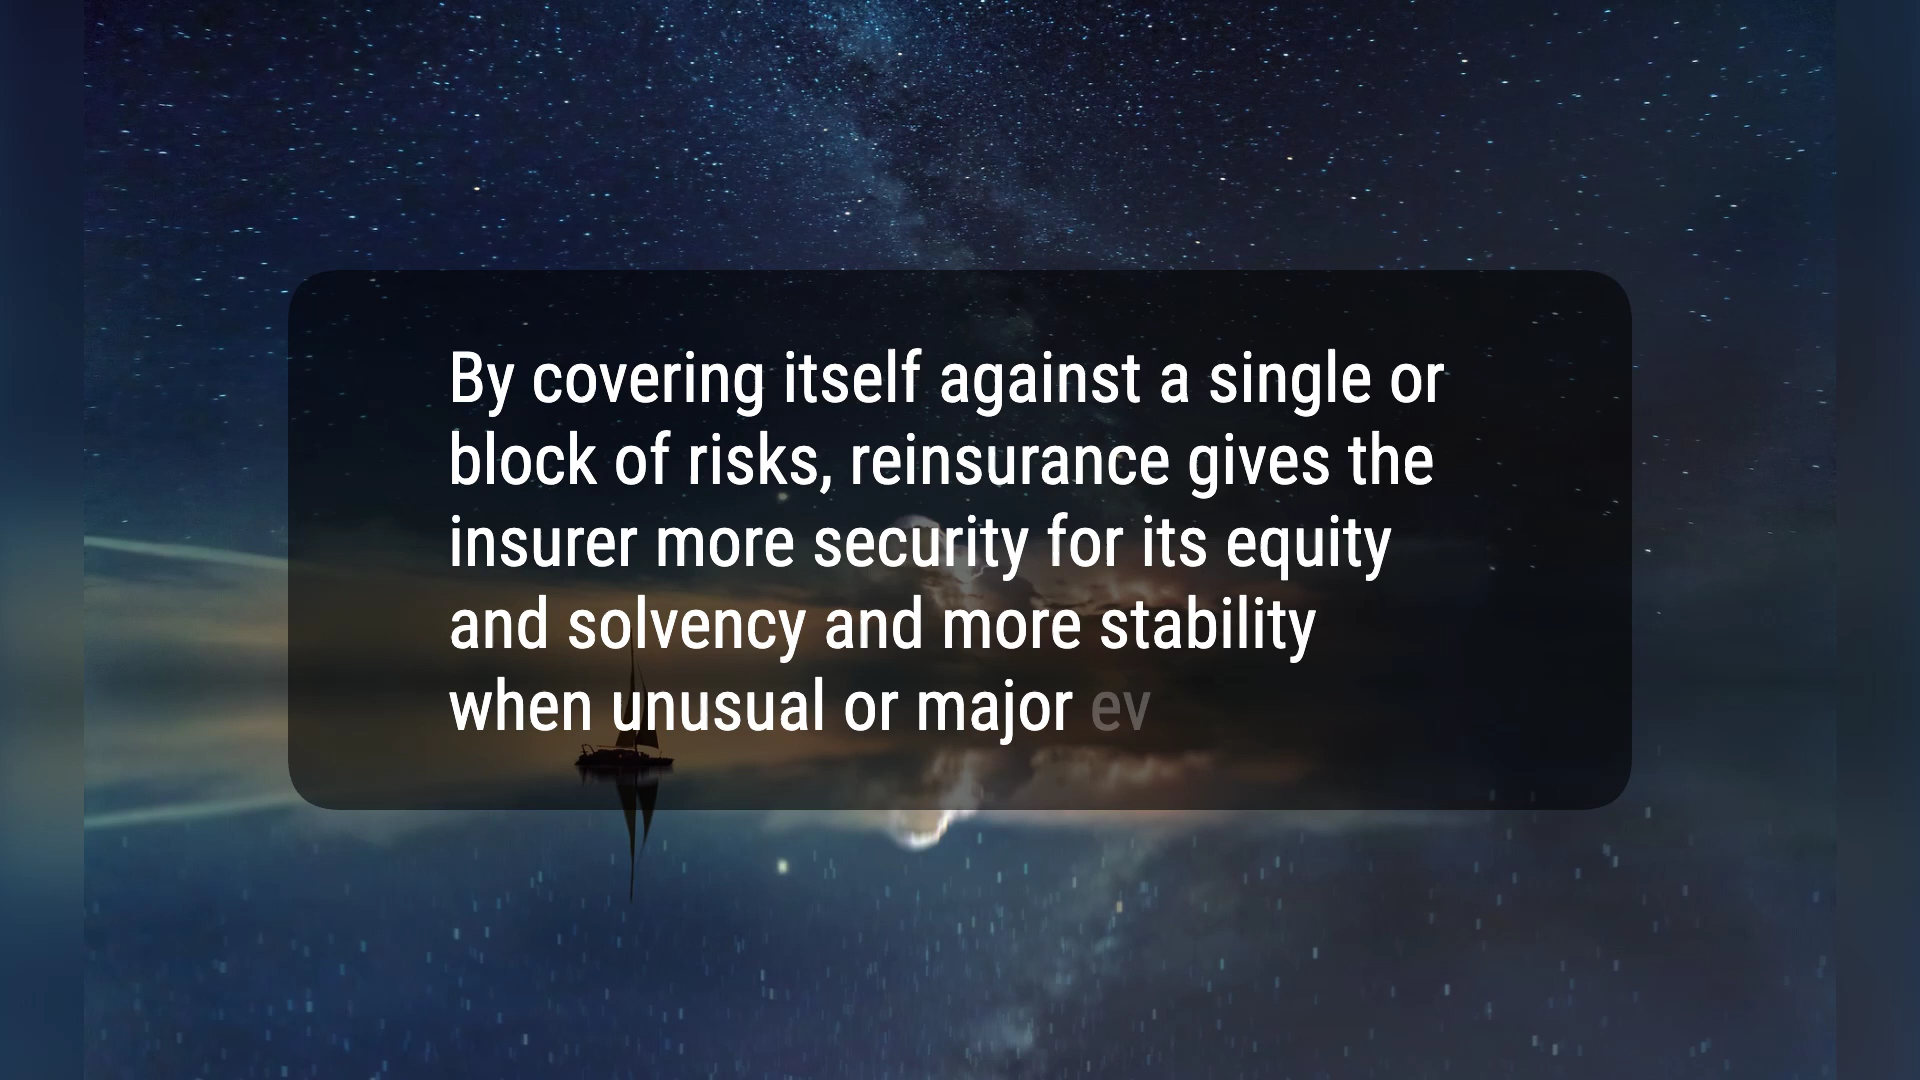 By covering itself against a single or
block of risks, reinsurance gives the
insurer more security for its equity
and solvency and more stability
when unusual or major ev